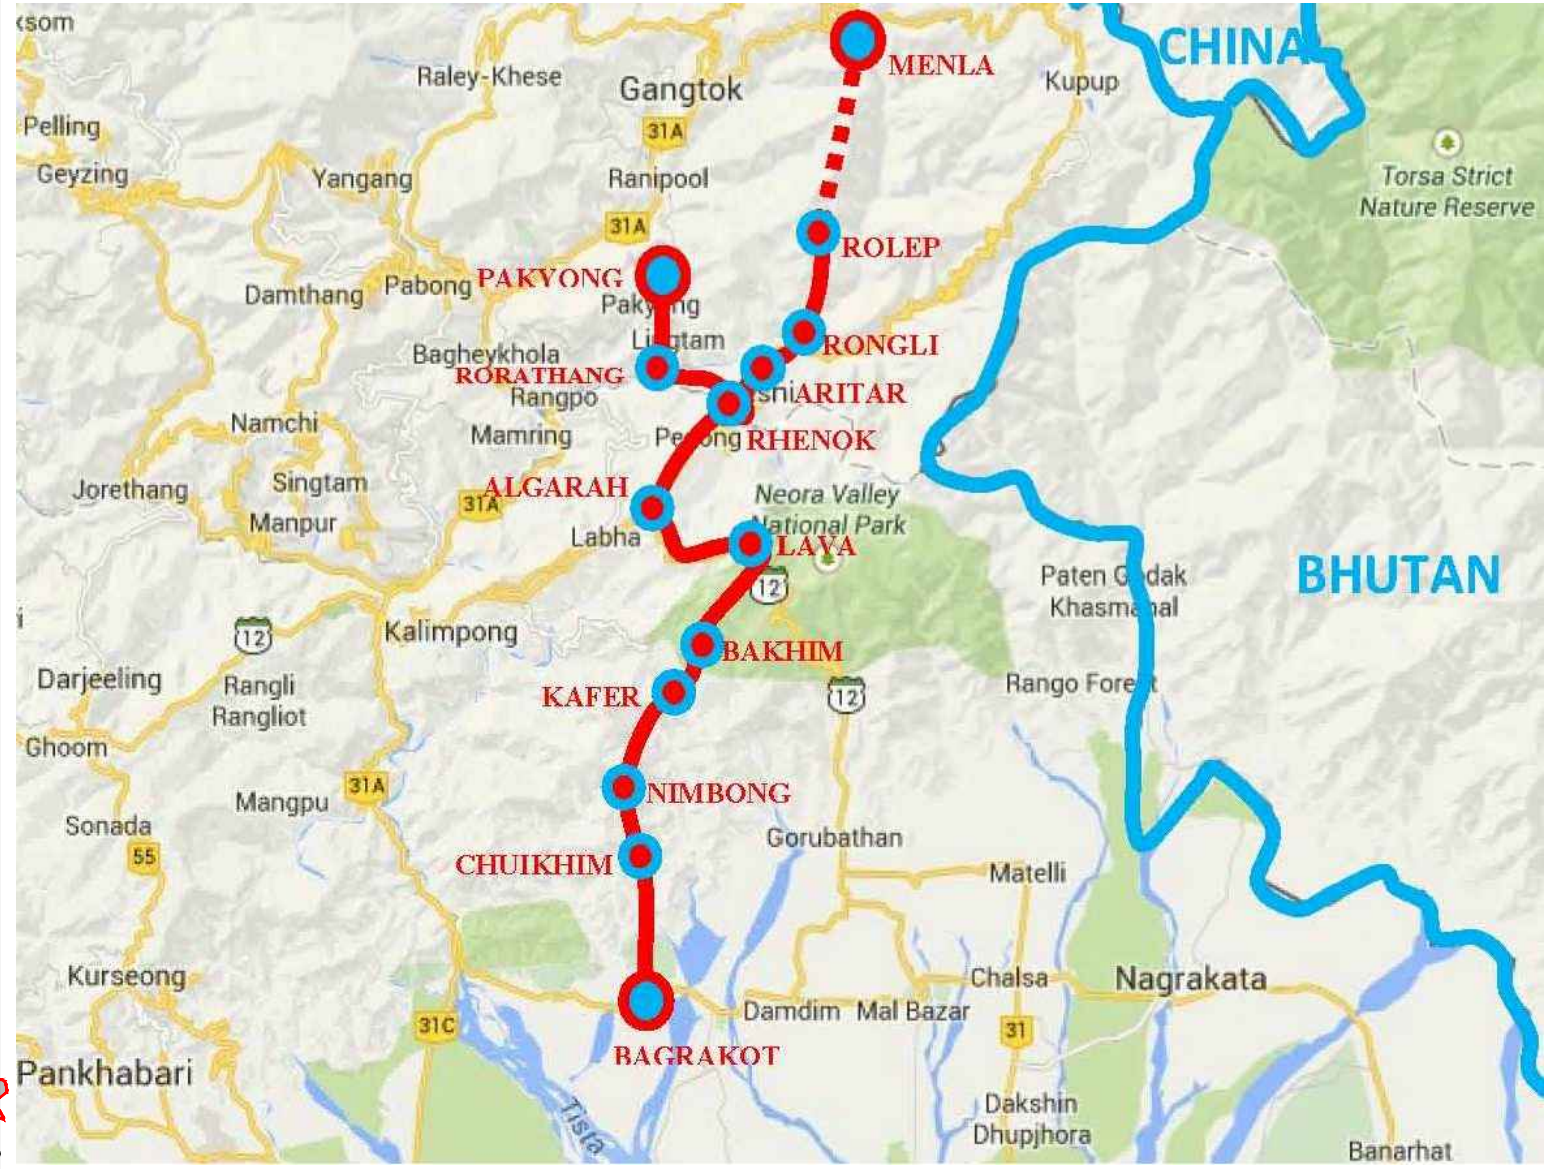 CHINA
MENLA
Raley-Khese
Gangtok
Kupup
Pelling
31A
Torsa Strict
Nature Reserve
Geyzing
Yangang
Ranipool
31A
ROLEP
PAKYONG
Damthang
Pabong
RONGLI
Bagheykhola
RORATHANG
Rangpo
ARITAR
Namchi
Mamring
RHENOK
Jorethang
Singtam
ALGARAH
31A
Neora Valley
National Park
Manpur
Labha
LAVA
12
BHUTAN
Kalimpong
12
BAKHIM
Darjeeling
Rangli
Rangliot
KAFER
12
Ghoom
31A
Mangpu
NIMBONG
Sonada
55
Gorubathan
CHUIKHIM
Matelli
Kurseong
Chalsa
Nagrakata
31C
Damdim
Mal Bazar
31
BAGRAKOT
Pankhabari
Tista
Dakshin
Dhupjhora
Banarhat